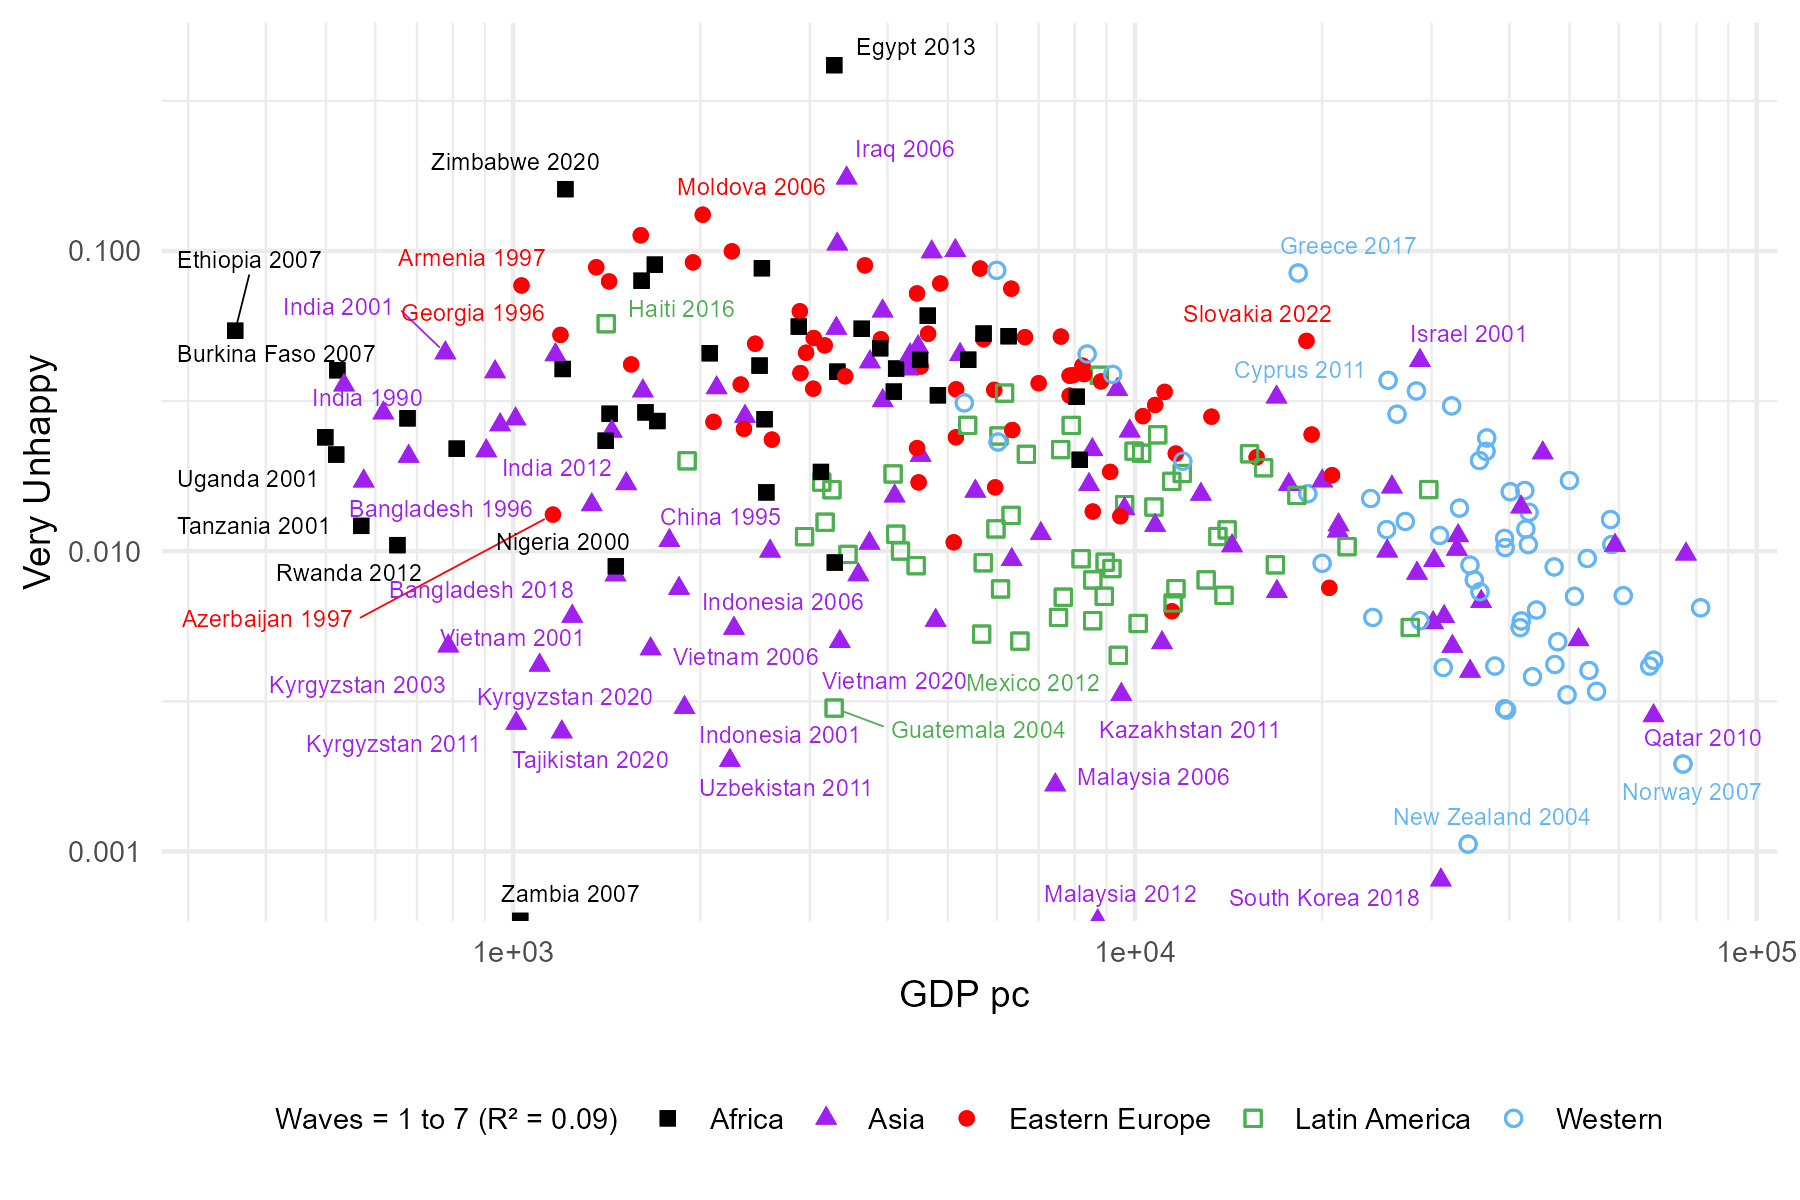 Egypt 2013
Iraq 2006
Zimbabwe 2020
Moldova 2006
Greece 2017
0.100
Ethiopia 2007
Armenia 1997
India 2001
Georgia 1996
Haiti 2016
Slovakia 2022
Israel 2001
Burkina Faso 2007
Cyprus 2011
India 1990
India 2012
Uganda 2001
Bangladesh 1996
China 1995
Tanzania 2001
Nigeria 2000
0.010
Rwanda 2012
Bangladesh 2018
Indonesia 2006
Azerbaijan 1997
Vietnam 2001
Vietnam 2006
Kyrgyzstan 2003
Vietnam 2020
Mexico 2012
Kyrgyzstan 2020
Guatemala 2004
Kazakhstan 2011
Indonesia 2001
Kyrgyzstan 2011
Qatar 2010
Tajikistan 2020
Malaysia 2006
Uzbekistan 2011
Norway 2007
New Zealand 2004
0.001
Zambia 2007
Malaysia 2012
South Korea 2018
Very Unhappy
1e+03 1e+04 1e+05
GDP pc
Waves = 1 to 7 (R² = 0.09) Africa Asia Eastern Europe Latin America Western